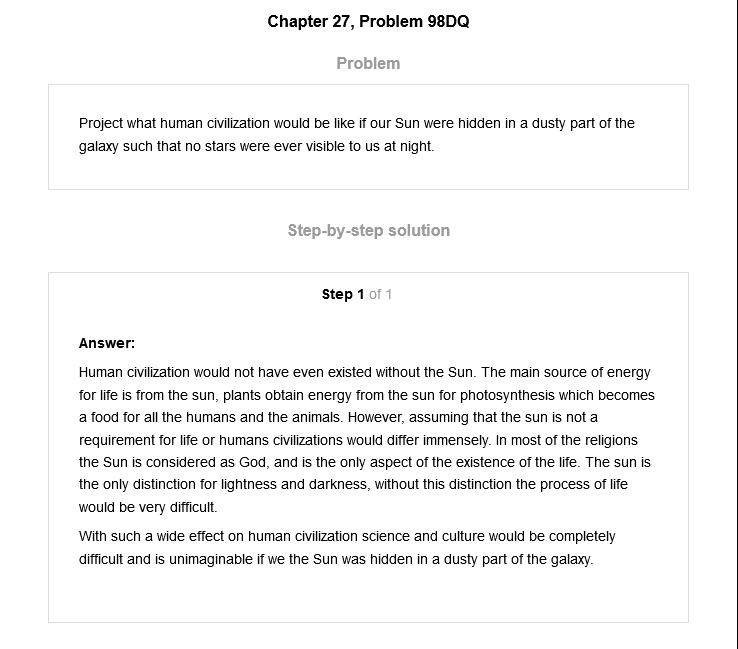 Chapter 27, Problem 98DQ
Problem
Project what human civilization would be like if our Sun were hidden in a dusty part of the
galaxy such that no stars were ever visible to us at night.
Step-by-step solution
Step 1 of 1
Answer:
Human civilization would not have even existed without the Sun. The main source of energy
for life is from the sun, plants obtain energy from the sun for photosynthesis which becomes
a food for all the humans and the animals. However, assuming that the sun is not a
requirement for life or humans civilizations would differ immensely. In most of the religions
the Sun is considered as God, and is the only aspect of the existence of the life. The sun is
the only distinction for lightness and darkness, without this distinction the process of life
would be very difficult.
With such a wide effect on human civilization science and culture would be completely
difficult and is unimaginable if we the Sun was hidden in a dusty part of the galaxy.